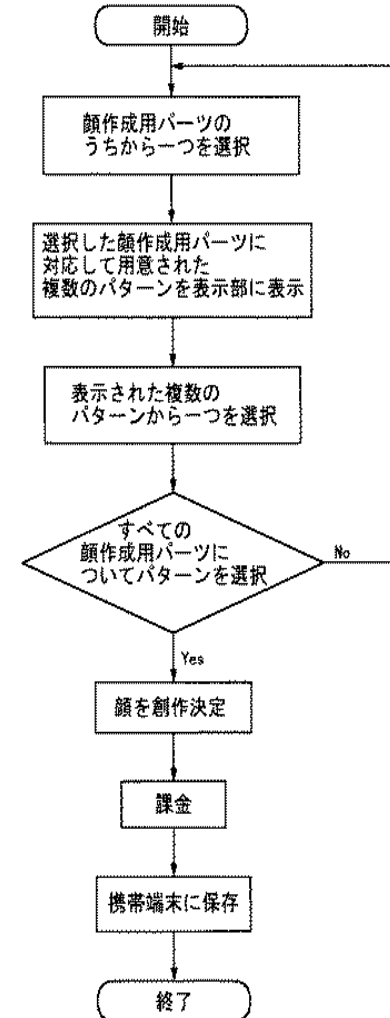 開始
顔作成用パーツの
うちから一つを選択
選択した顔作成用パーツに
対応して用意された
複数のパターンを表示部に表示
表示された複数の
パターンから一つを選択
すべての
顔作成用パーツに
ついてパターンを選択
No
Yes
顔を創作決定
課金
携帯端末に保存
終了